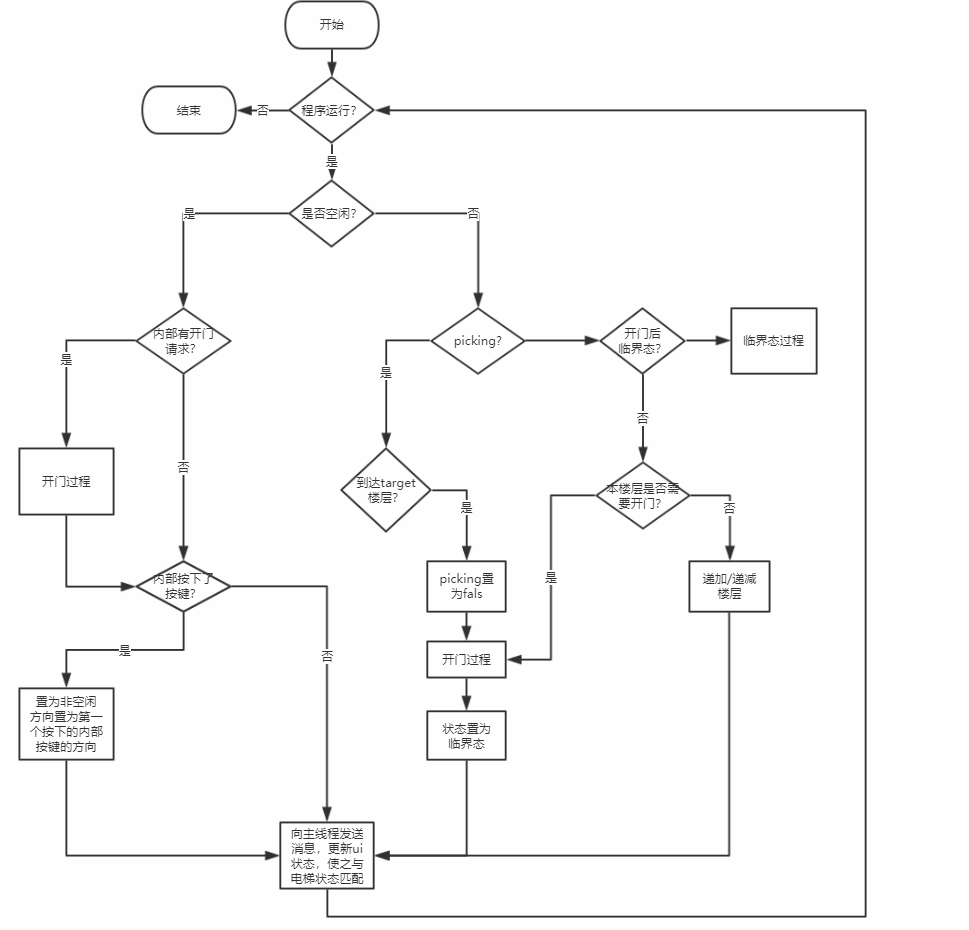 开始
结束
否
程序运行?
是
是
是否空闲?
否
内部有开门
请求?
picking?
开门后
临界态?
临界态过程
是
是
否
开门过程
否
到达target
楼层?
是
本楼层是否需
要开门?
否
内部按下了
按键?
picking置
为fals
是
递加/递减
楼层
是
否
开门过程
置为非空闲
方向置为第一
个按下的内部
按键的方向
状态置为
临界态
向主线程发送
消息，更新ui
状态，使之与
电梯状态匹配